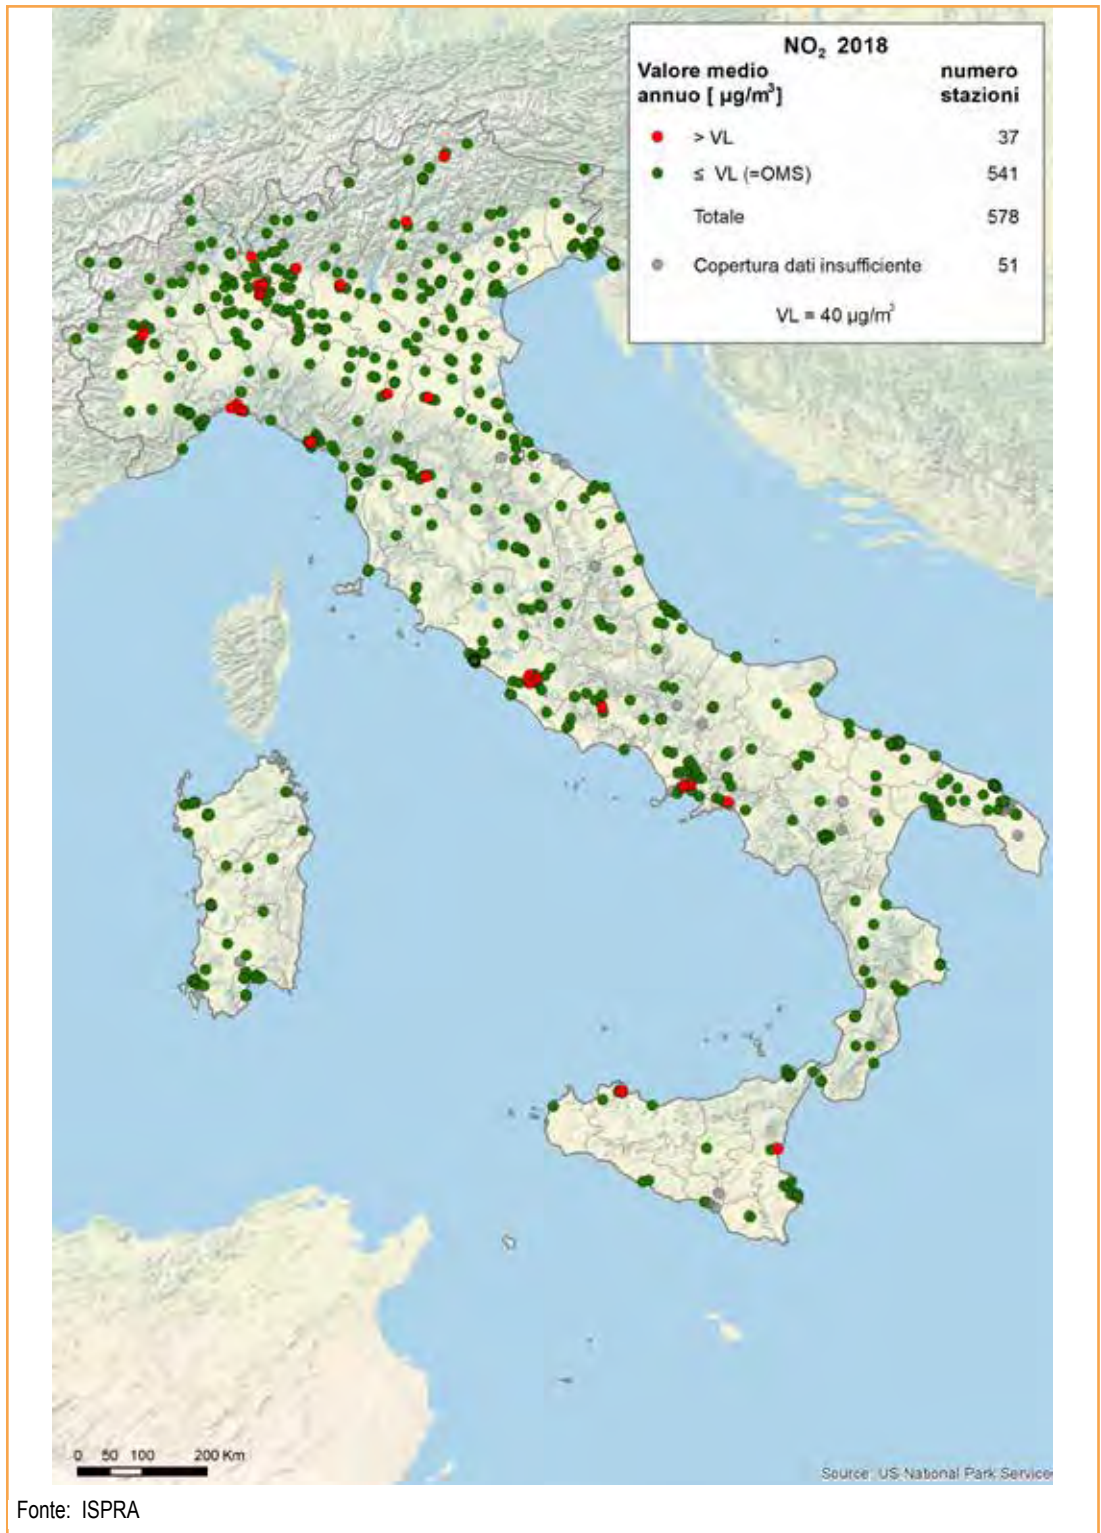 NO₂ 2018
Valore medio numero
annuo [ µg/m³] stazioni
> VL 37
≤ VL (=OMS) 541
Totale 578
Copertura dati insufficiente 51
VL = 40 µg/m³
0 50 100 200 Km
Source: US National Park Service
Fonte: ISPRA